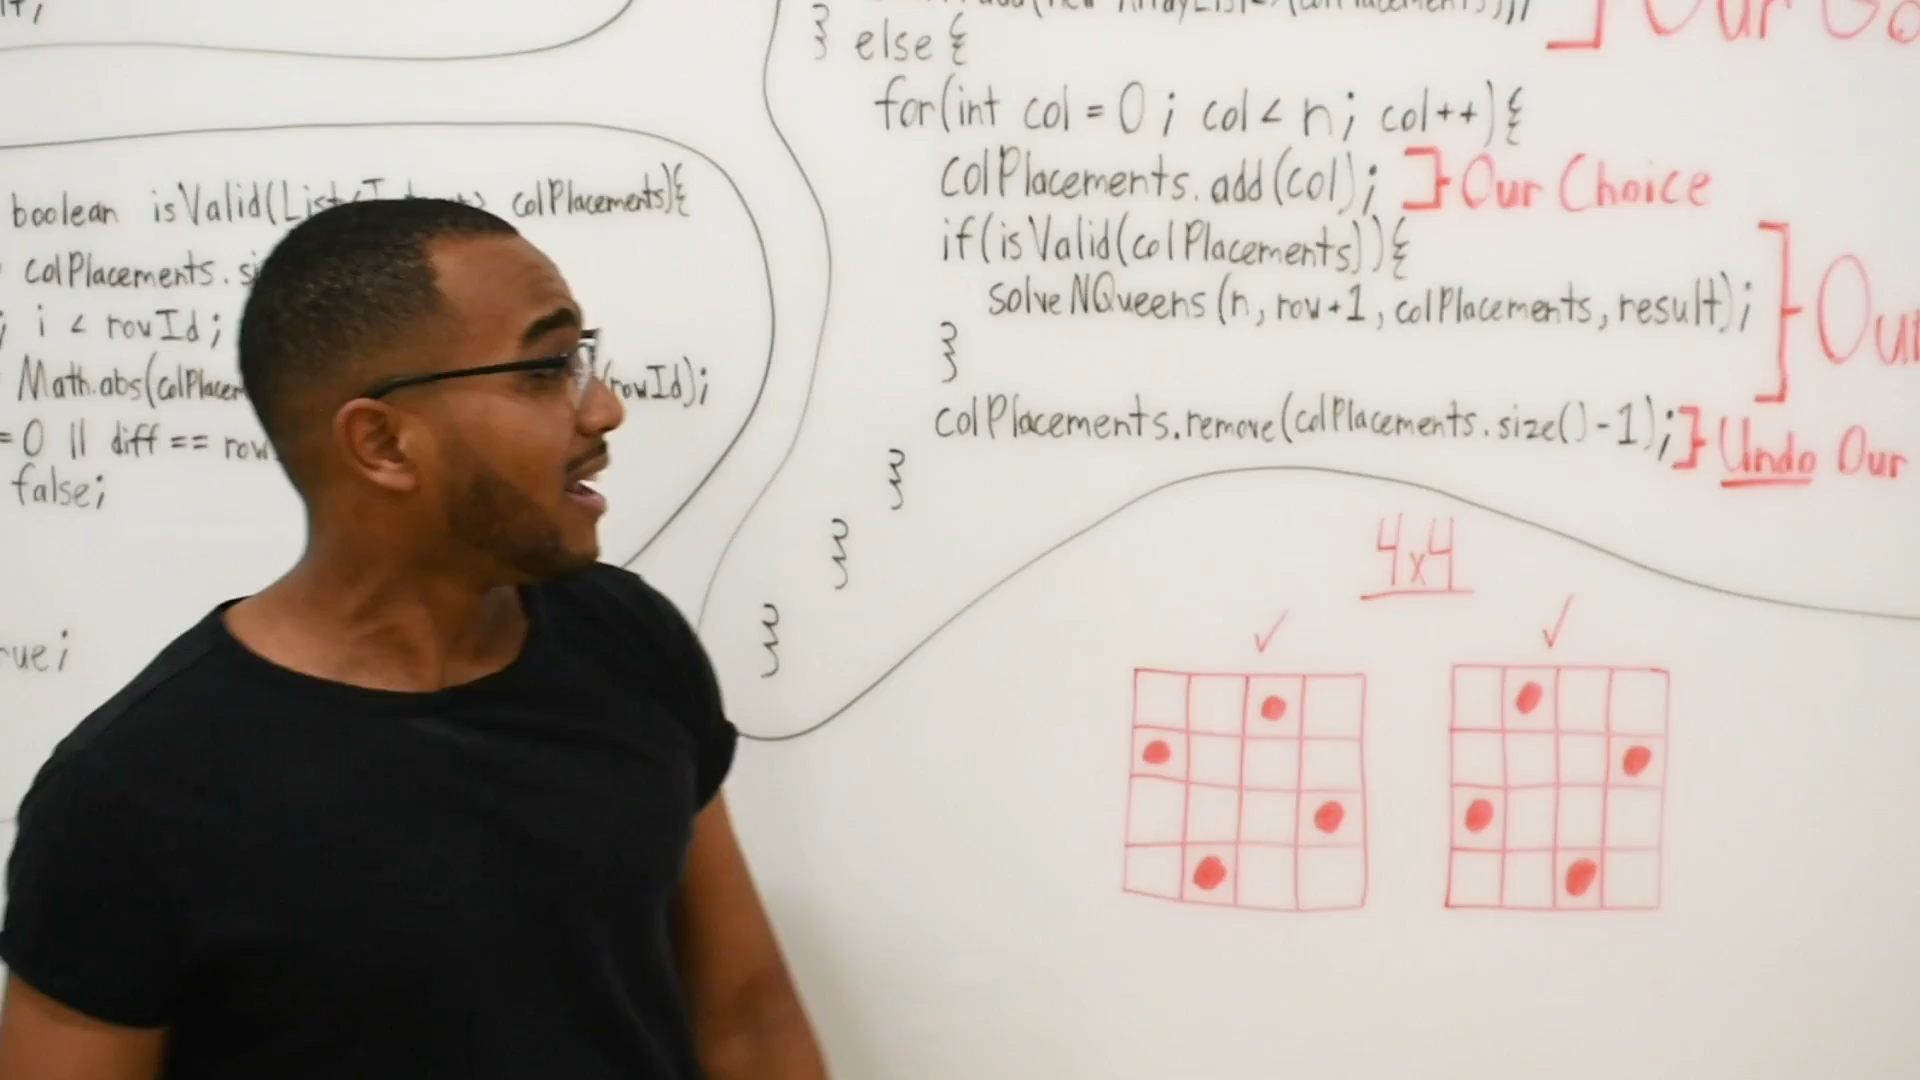 boolean isValid(List colPlacements){
colPlacements.
i < rowId;
Math.abs(colPlacem rowId);
=0 || diff == row
false;
} else {
for(int col = 0; col < n; col++){
colPlacements.add(col); } Our Choice
if(isValid(colPlacements)){
solveNQueens(n, row+1, colPlacements, result);
}
colPlacements.remove(colPlacements.size()-1); } Undo Our
}
}
}
4x4